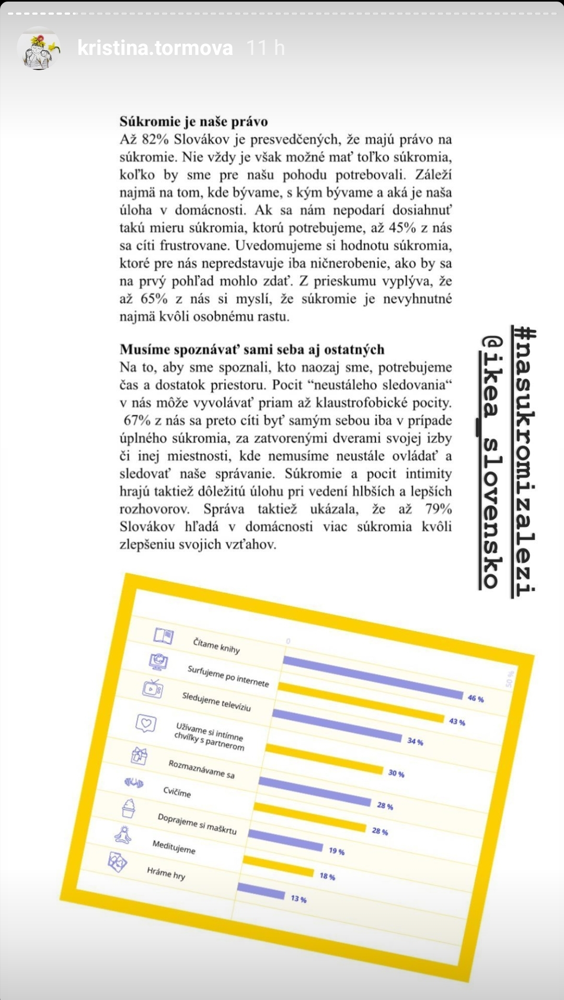 kristina.tormova 11 h
Súkromie je naše právo
Až 82% Slovákov je presvedčených, že majú právo na
súkromie. Nie vždy je však možné mať toľko súkromia,
koľko by sme pre našu pohodu potrebovali. Záleží
najmä na tom, kde bývame, s kým bývame a aká je naša
úloha v domácnosti. Ak sa nám nepodarí dosiahnuť
takú mieru súkromia, ktorú potrebujeme, až 45% z nás
sa cíti frustrovane. Uvedomujeme si hodnotu súkromia,
ktoré pre nás nepredstavuje iba ničnerobenie, ako by sa
na prvý pohľad mohlo zdať. Z prieskumu vyplýva, že
až 65% z nás si myslí, že súkromie je nevyhnutné
najmä kvôli osobnému rastu.
Musíme spoznávať sami seba aj ostatných
Na to, aby sme spoznali, kto naozaj sme, potrebujeme
čas a dostatok priestoru. Pocit “neustáleho sledovania“
v nás môže vyvolávať priam až klaustrofobické pocity.
67% z nás sa preto cíti byť samým sebou iba v prípade
úplného súkromia, za zatvorenými dverami svojej izby
či inej miestnosti, kde nemusíme neustále ovládať a
sledovať naše správanie. Súkromie a pocit intimity
hrajú taktiež dôležitú úlohu pri vedení hlbších a lepších
rozhovorov. Správa taktiež ukázala, že až 79%
Slovákov hľadá v domácnosti viac súkromia kvôli
zlepšeniu svojich vzťahov.
#nasukromizalezi
@ikea_slovensko
0
50 %
Čítame knihy 46 %
Surfujeme po internete 43 %
Sledujeme televíziu 34 %
Užívame si intímne
chvíľky s partnerom 30 %
Rozmaznávame sa 28 %
Cvičíme 28 %
Doprajeme si maškrtu 19 %
Meditujeme 18 %
Hráme hry 13 %